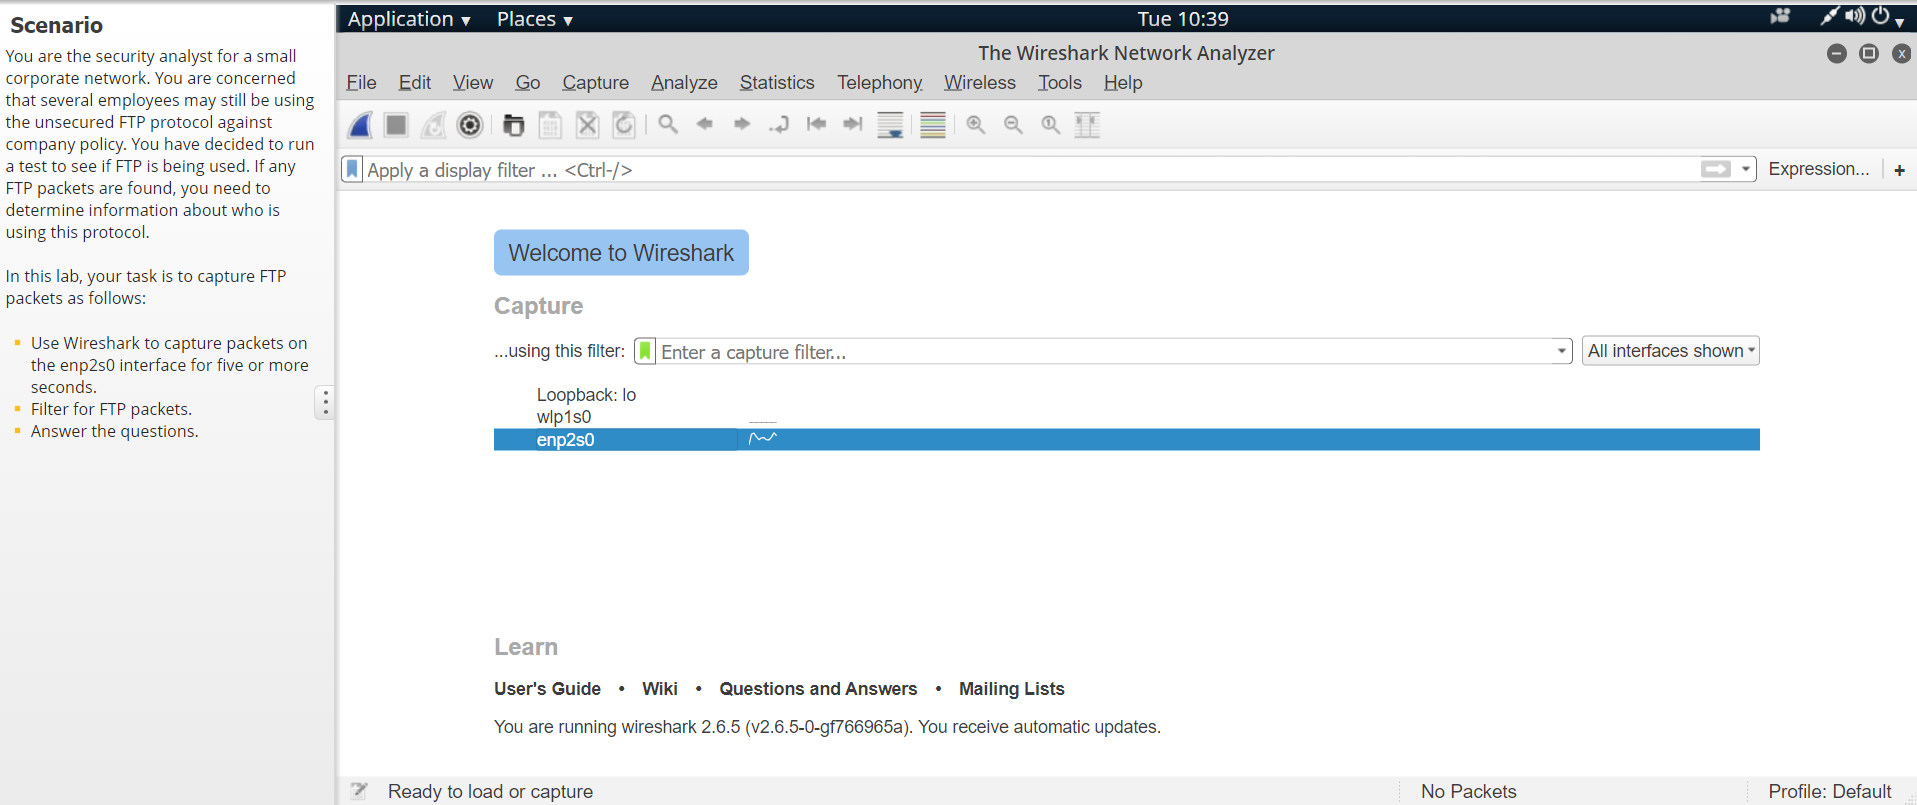 Scenario
You are the security analyst for a small
corporate network. You are concerned
that several employees may still be using
the unsecured FTP protocol against
company policy. You have decided to run
a test to see if FTP is being used. If any
FTP packets are found, you need to
determine information about who is
using this protocol.
In this lab, your task is to capture FTP
packets as follows:
Use Wireshark to capture packets on
the enp2s0 interface for five or more
seconds.
Filter for FTP packets.
Answer the questions.
Application ▾ Places ▾ Tue 10:39
The Wireshark Network Analyzer
File Edit View Go Capture Analyze Statistics Telephony Wireless Tools Help
Apply a display filter ... <Ctrl-/> Expression... +
Welcome to Wireshark
Capture
...using this filter: Enter a capture filter... All interfaces shown
Loopback: lo
wlp1s0
enp2s0
Learn
User's Guide • Wiki • Questions and Answers • Mailing Lists
You are running wireshark 2.6.5 (v2.6.5-0-gf766965a). You receive automatic updates.
Ready to load or capture No Packets Profile: Default